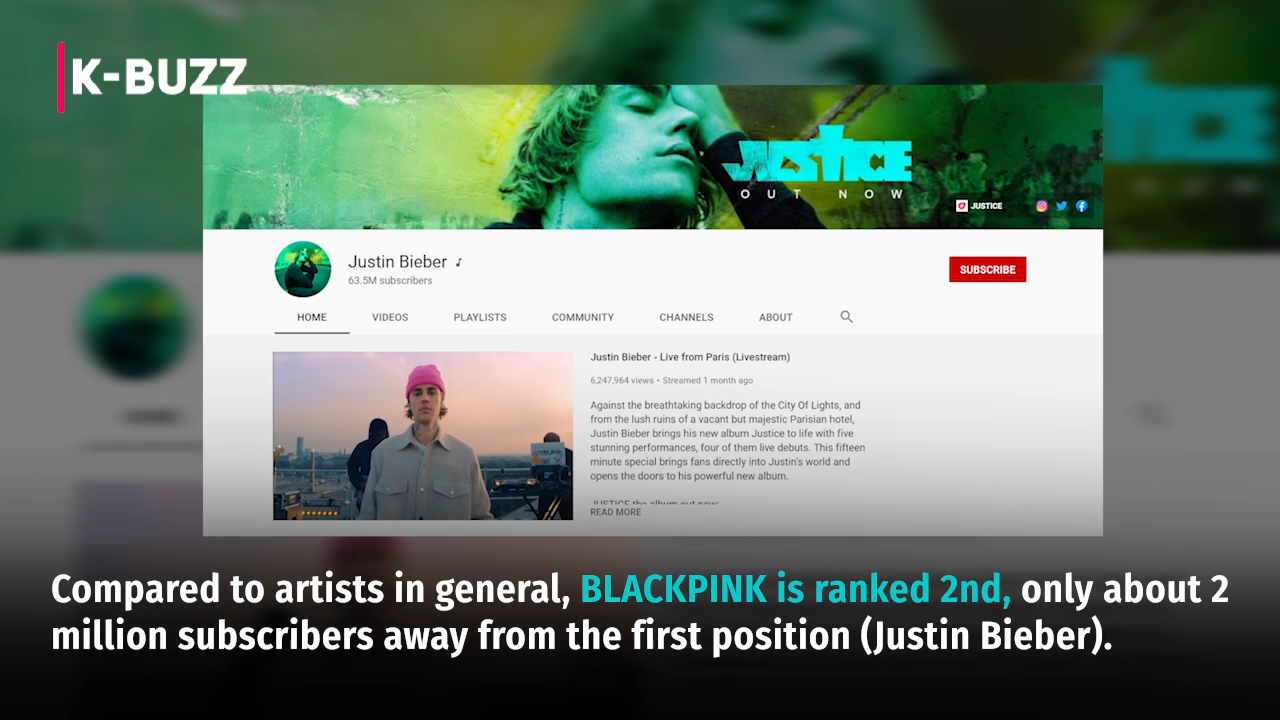 K-BUZZ
JUSTICE
OUT NOW
JUSTICE
Justin Bieber
63.5M subscribers
SUBSCRIBE
HOME VIDEOS PLAYLISTS COMMUNITY CHANNELS ABOUT
Justin Bieber - Live from Paris (Livestream)
6,247,964 views • Streamed 1 month ago
Against the breathtaking backdrop of the City Of Lights, and
from the lush ruins of a vacant but majestic Parisian hotel,
Justin Bieber brings his new album Justice to life with five
stunning performances, four of them live debuts. This fifteen
minute special brings fans directly into Justin's world and
opens the doors to his powerful new album.
JUSTICE the album out now:
READ MORE
Compared to artists in general, BLACKPINK is ranked 2nd, only about 2
million subscribers away from the first position (Justin Bieber).